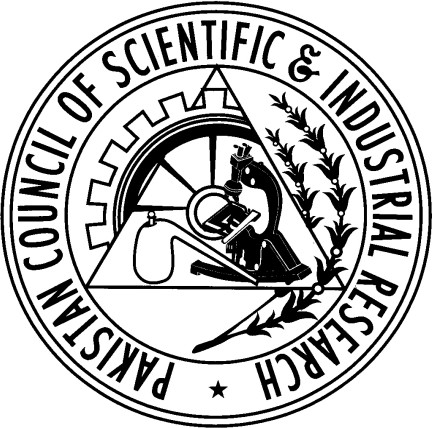 PAKISTAN COUNCIL OF SCIENTIFIC & INDUSTRIAL RESEARCH